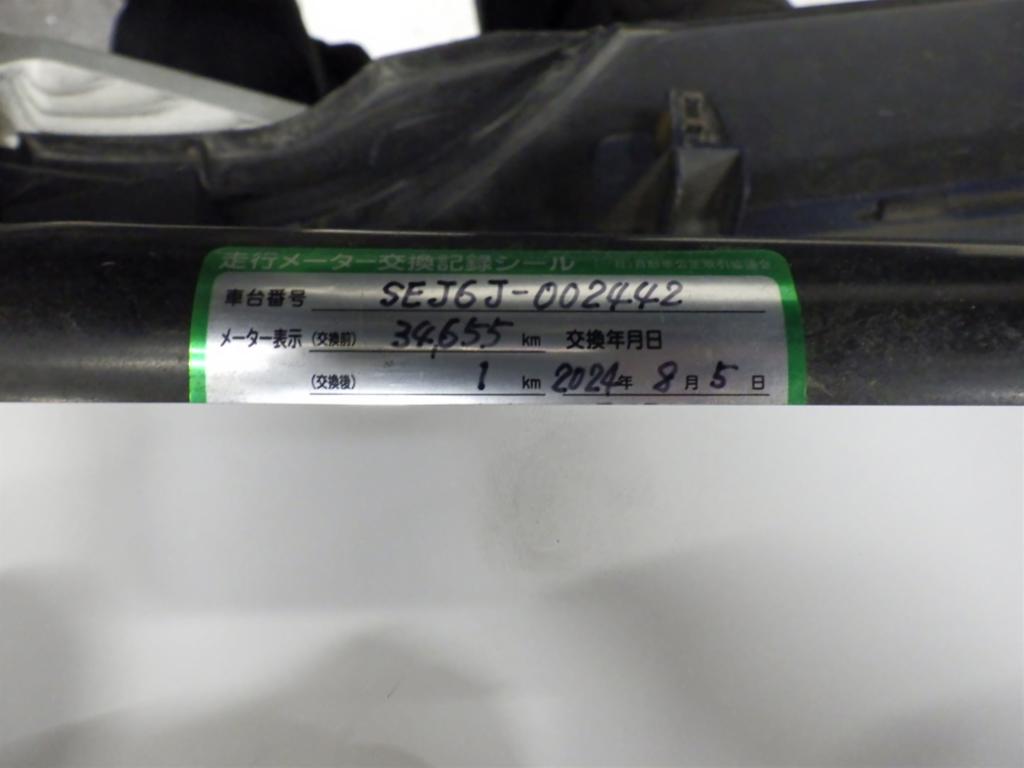 走行メーター交換記録シール
車台番号 SEJ6J-002442
メーター表示 (交換前) 34,655 km 交換年月日
(交換後) 1 km 2024年 8月 5日